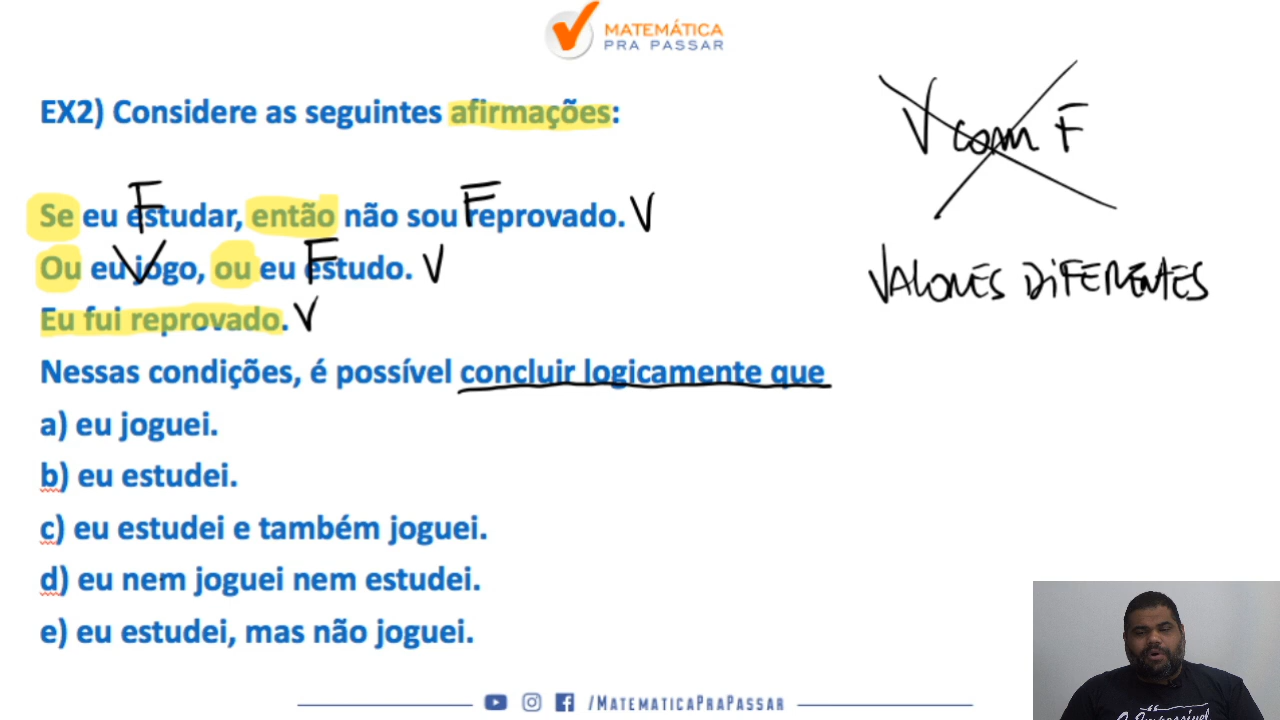 MATEMÁTICA
PRA PASSAR
EX2) Considere as seguintes afirmações:
V com F
F F
Se eu estudar, então não sou reprovado. V
V F
Ou eu jogo, ou eu estudo. V
VALORES DIFERENTES
Eu fui reprovado. V
Nessas condições, é possível concluir logicamente que
a) eu joguei.
b) eu estudei.
c) eu estudei e também joguei.
d) eu nem joguei nem estudei.
e) eu estudei, mas não joguei.
/MATEMATICAPRAPASSAR